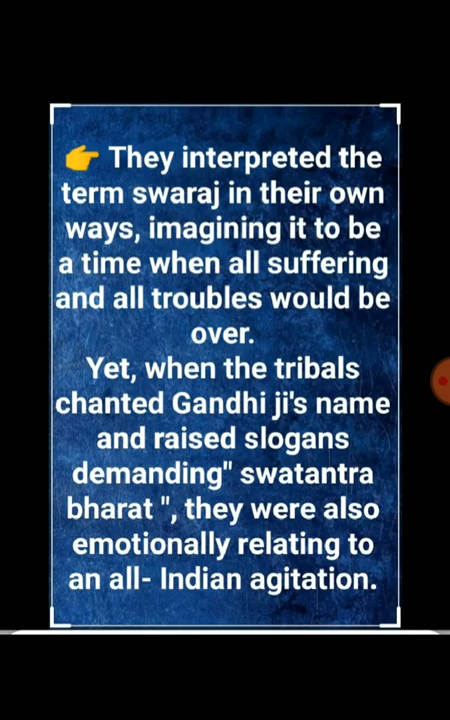 👉 They interpreted the
term swaraj in their own
ways, imagining it to be
a time when all suffering
and all troubles would be
over.
Yet, when the tribals
chanted Gandhi ji's name
and raised slogans
demanding" swatantra
bharat ", they were also
emotionally relating to
an all- Indian agitation.